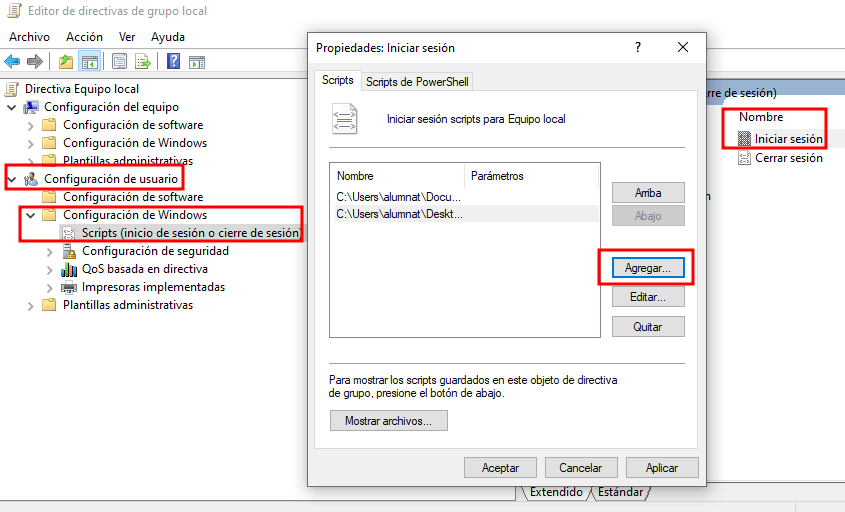 Editor de directivas de grupo local
Archivo Acción Ver Ayuda
Directiva Equipo local
Configuración del equipo
Configuración de software
Configuración de Windows
Plantillas administrativas
Configuración de usuario
Configuración de software
Configuración de Windows
Scripts (inicio de sesión o cierre de sesión)
Configuración de seguridad
QoS basada en directiva
Impresoras implementadas
Plantillas administrativas
Propiedades: Iniciar sesión
Scripts Scripts de PowerShell
Iniciar sesión scripts para Equipo local
Nombre Parámetros
C:\Users\alumnat\Docu...
C:\Users\alumnat\Deskt...
Arriba
Abajo
Agregar...
Editar...
Quitar
Para mostrar los scripts guardados en este objeto de directiva
de grupo, presione el botón de abajo.
Mostrar archivos...
Aceptar Cancelar Aplicar
de sesión)
Nombre
Iniciar sesión
Cerrar sesión
Extendido Estándar